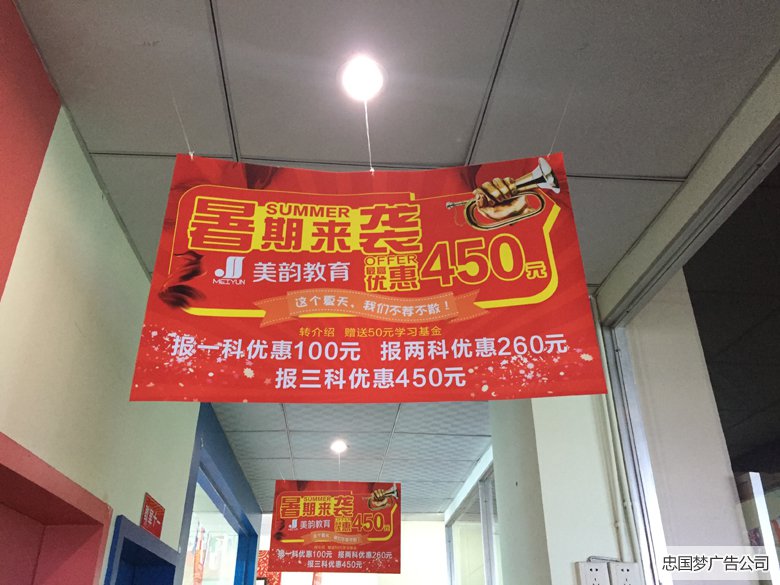 SUMMER
暑期来袭
MEIYUN
美韵教育
OFFER
最高
优惠450元
这个夏天,我们不荐不散!
转介绍 赠送50元学习基金
报一科优惠100元 报两科优惠260元
报三科优惠450元
SUMMER
暑期来袭
美韵教育
优惠450元
报一科优惠100元 报两科优惠260元
报三科优惠450元
忠国梦广告公司